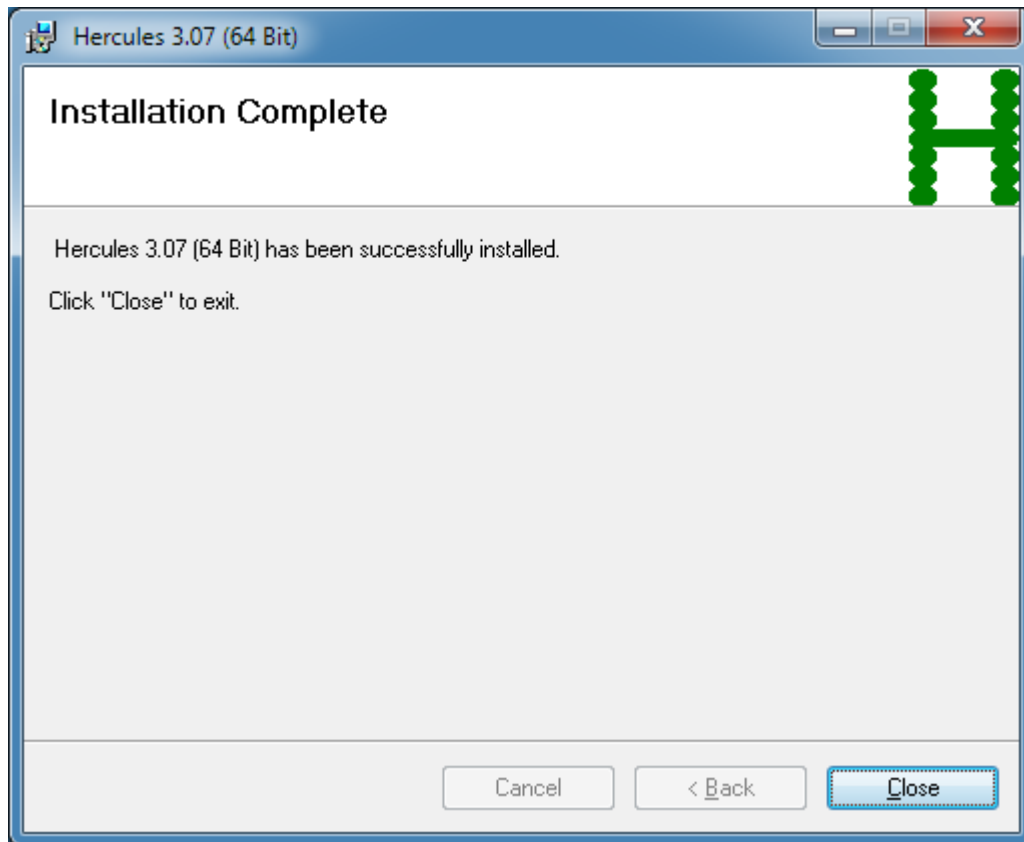 Hercules 3.07 (64 Bit)
Installation Complete
H
Hercules 3.07 (64 Bit) has been successfully installed.
Click "Close" to exit.
Cancel
< Back
Close